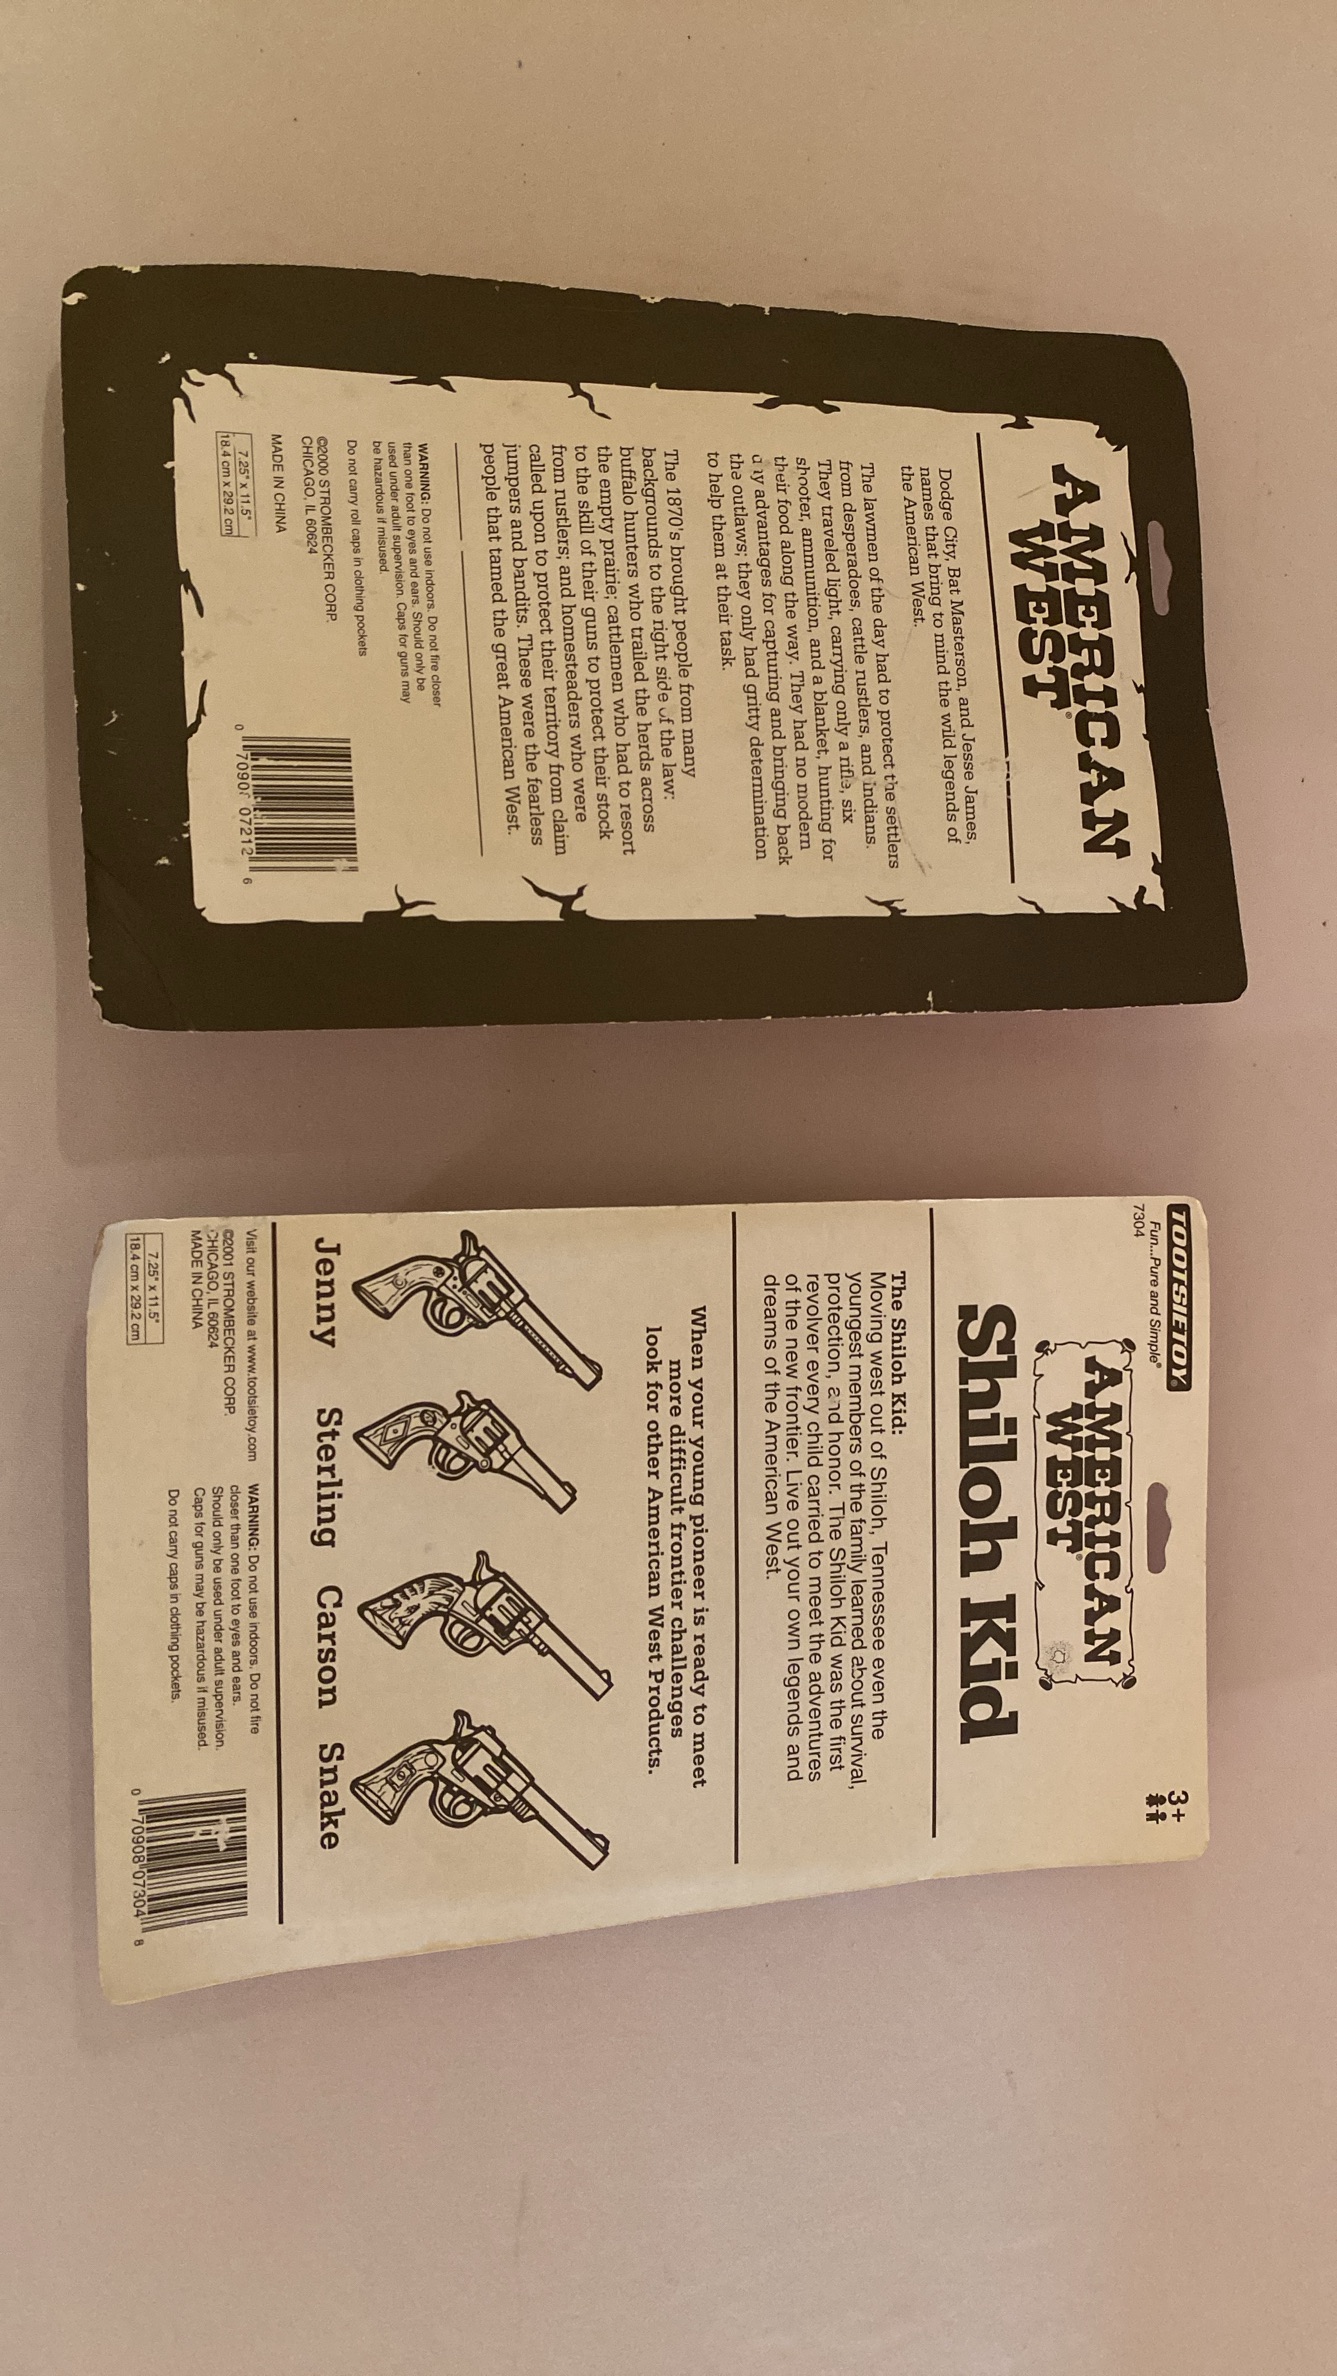 AMERICAN
WEST®
Dodge City, Bat Masterson, and Jesse James,
names that bring to mind the wild legends of
the American West.
The lawmen of the day had to protect the settlers
from desperadoes, cattle rustlers, and Indians.
They traveled light, carrying only a rifle, six
shooter, ammunition, and a blanket, hunting for
their food along the way. They had no modern
day advantages for capturing and bringing back
the outlaws; they only had gritty determination
to help them at their task.
The 1870's brought people from many
backgrounds to the right side of the law:
buffalo hunters who trailed the herds across
the empty prairie; cattlemen who had to resort
to the skill of their guns to protect their stock
from rustlers; and homesteaders who were
called upon to protect their territory from claim
jumpers and bandits. These were the fearless
people that tamed the great American West.
WARNING: Do not use indoors. Do not fire closer
than one foot to eyes and ears. Should only be
used under adult supervision. Caps for guns may
be hazardous if misused.
Do not carry roll caps in clothing pockets
©2000 STROMBECKER CORP.
CHICAGO, IL 60624
MADE IN CHINA
7.25" x 11.5"
18.4 cm x 29.2 cm
0 70900 07212 6
TOOTSIETOY®
Fun...Pure and Simple®
7304
3+
AMERICAN
WEST®
Shiloh Kid
The Shiloh Kid:
Moving west out of Shiloh, Tennessee even the
youngest members of the family learned about survival,
protection, and honor. The Shiloh Kid was the first
revolver every child carried to meet the adventures
of the new frontier. Live out your own legends and
dreams of the American West.
When your young pioneer is ready to meet
more difficult frontier challenges
look for other American West Products.
Jenny Sterling Carson Snake
Visit our website at www.tootsietoy.com
©2001 STROMBECKER CORP.
CHICAGO, IL 60624
MADE IN CHINA
7.25" x 11.5"
18.4 cm x 29.2 cm
WARNING: Do not use indoors. Do not fire
closer than one foot to eyes and ears.
Should only be used under adult supervision.
Caps for guns may be hazardous if misused.
Do not carry caps in clothing pockets.
0 70908 07304 8